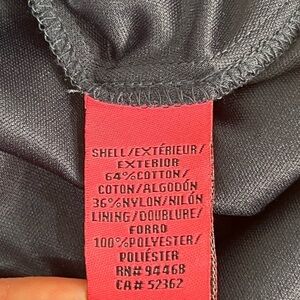 SHELL/EXTÉRIEUR/
EXTERIOR
64%COTTON/
COTON/ALGODÓN
36%NYLON/NILÓN
LINING/DOUBLURE/
FORRO
100%POLYESTER/
POLIÉSTER
RN# 94468
CA# 52362